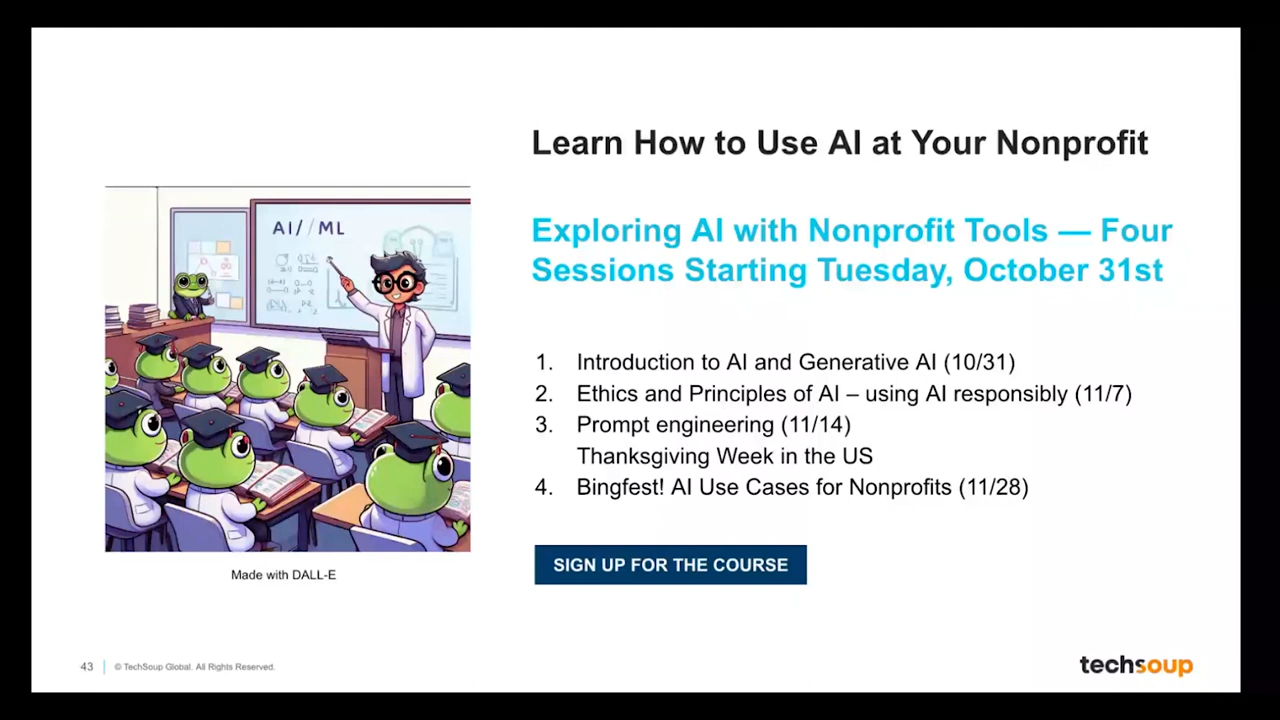 Learn How to Use AI at Your Nonprofit
Exploring AI with Nonprofit Tools — Four
Sessions Starting Tuesday, October 31st
AI// ML
1. Introduction to AI and Generative AI (10/31)
2. Ethics and Principles of AI – using AI responsibly (11/7)
3. Prompt engineering (11/14)
Thanksgiving Week in the US
4. Bingfest! AI Use Cases for Nonprofits (11/28)
SIGN UP FOR THE COURSE
Made with DALL-E
43 © TechSoup Global. All Rights Reserved.
techsoup